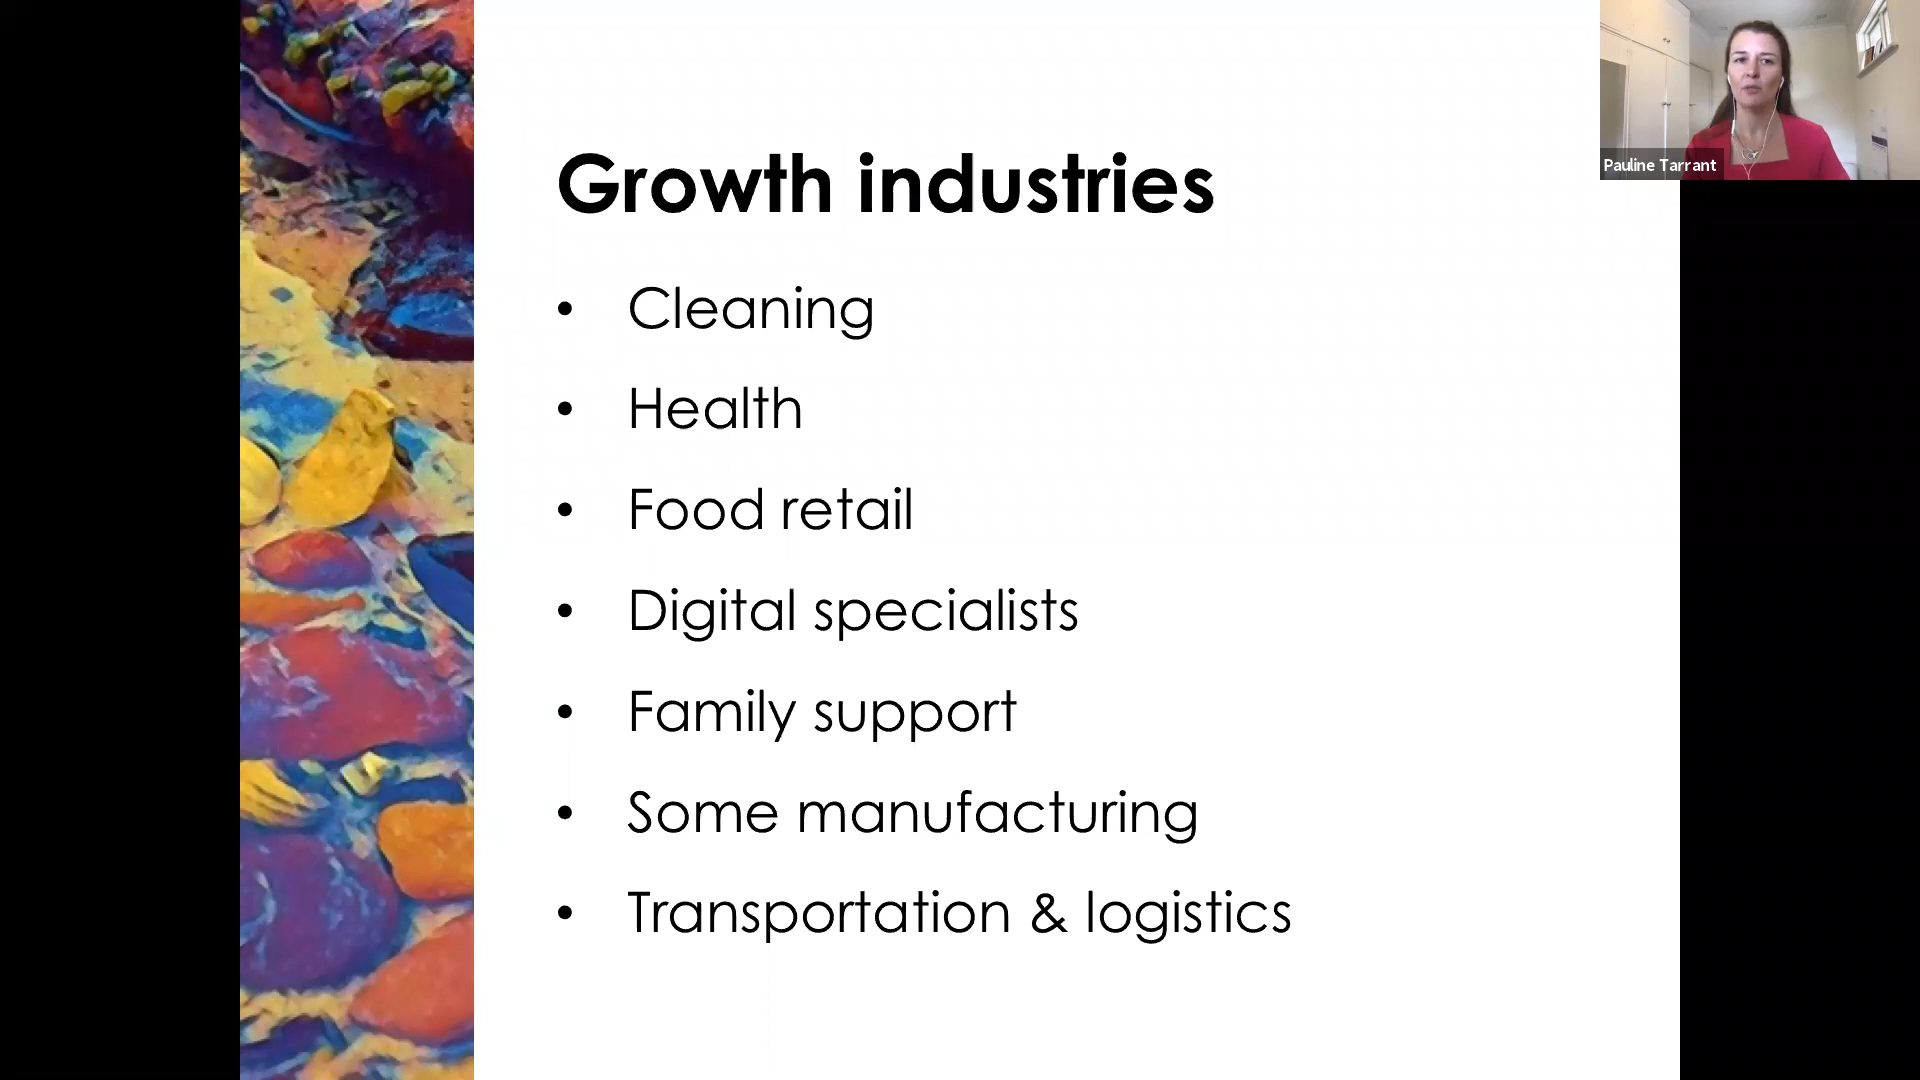 Growth industries
• Cleaning
• Health
• Food retail
• Digital specialists
• Family support
• Some manufacturing
• Transportation & logistics
Pauline Tarrant